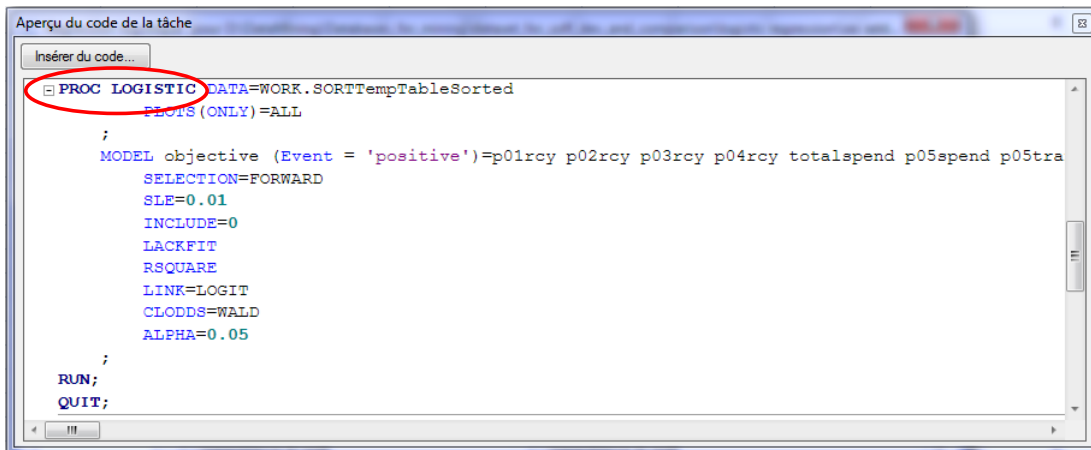 Aperçu du code de la tâche
Insérer du code...
PROC LOGISTIC DATA=WORK.SORTTempTableSorted
PLOTS(ONLY)=ALL
;
MODEL objective (Event = 'positive')=p01rcy p02rcy p03rcy p04rcy totalspend p05spend p05tra
SELECTION=FORWARD
SLE=0.01
INCLUDE=0
LACKFIT
RSQUARE
LINK=LOGIT
CLODDS=WALD
ALPHA=0.05
;
RUN;
QUIT;